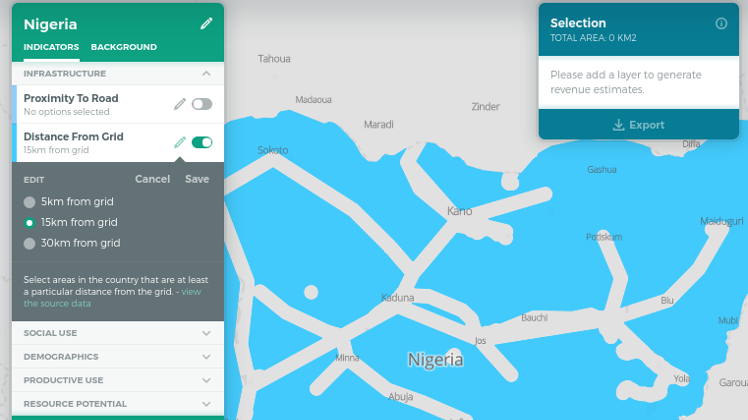 Nigeria
INDICATORS BACKGROUND
INFRASTRUCTURE
Proximity To Road
No options selected
Distance From Grid
15km from grid
EDIT Cancel Save
5km from grid
15km from grid
30km from grid
Select areas in the country that are at least
a particular distance from the grid. - view
the source data
SOCIAL USE
DEMOGRAPHICS
PRODUCTIVE USE
RESOURCE POTENTIAL
Selection
TOTAL AREA: 0 KM2
Please add a layer to generate
revenue estimates.
Export
Tahoua
Madaoua
Zinder
Maradi
Diffa
Sokoto
Gashua
Kano
Maiduguri
Potiskum
Kaduna
Biu
Bauchi
Mubi
Jos
Minna
Nigeria
Yola
Garoua
Abuja